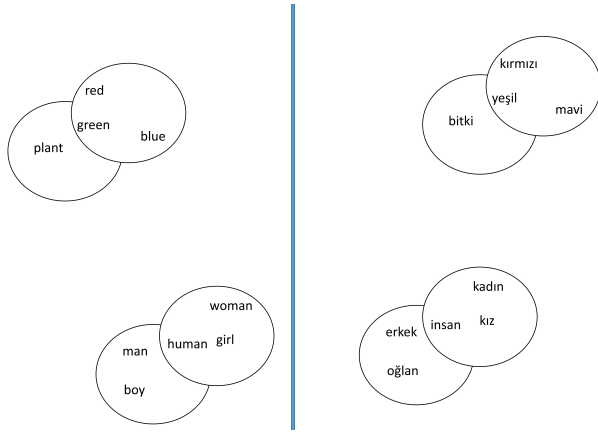 red
green
blue
plant
woman
human girl
man
boy
kırmızı
yeşil
mavi
bitki
kadın
insan kız
erkek
oğlan